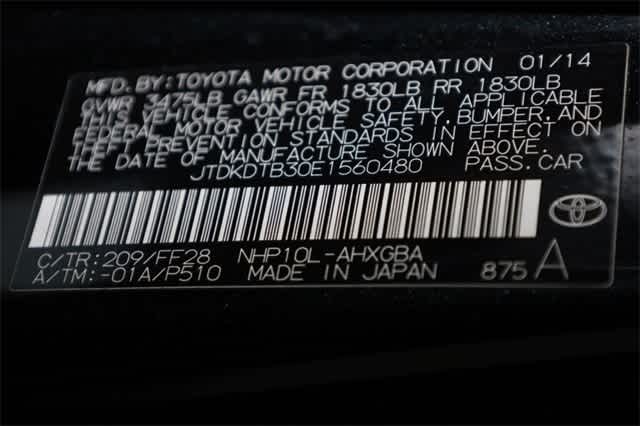 MFD.BY:TOYOTA MOTOR CORPORATION 01/14
GVWR 3475LB GAWR FR 1830LB RR 1830LB
THIS VEHICLE CONFORMS TO ALL APPLICABLE
FEDERAL MOTOR VEHICLE SAFETY,BUMPER,AND
THEFT PREVENTION STANDARDS IN EFFECT ON
THE DATE OF MANUFACTURE SHOWN ABOVE.
JTDKDTB30E1560480 PASS.CAR
C/TR:209/FF28 NHP10L-AHXGBA
A/TM:-01A/P510 MADE IN JAPAN 875A